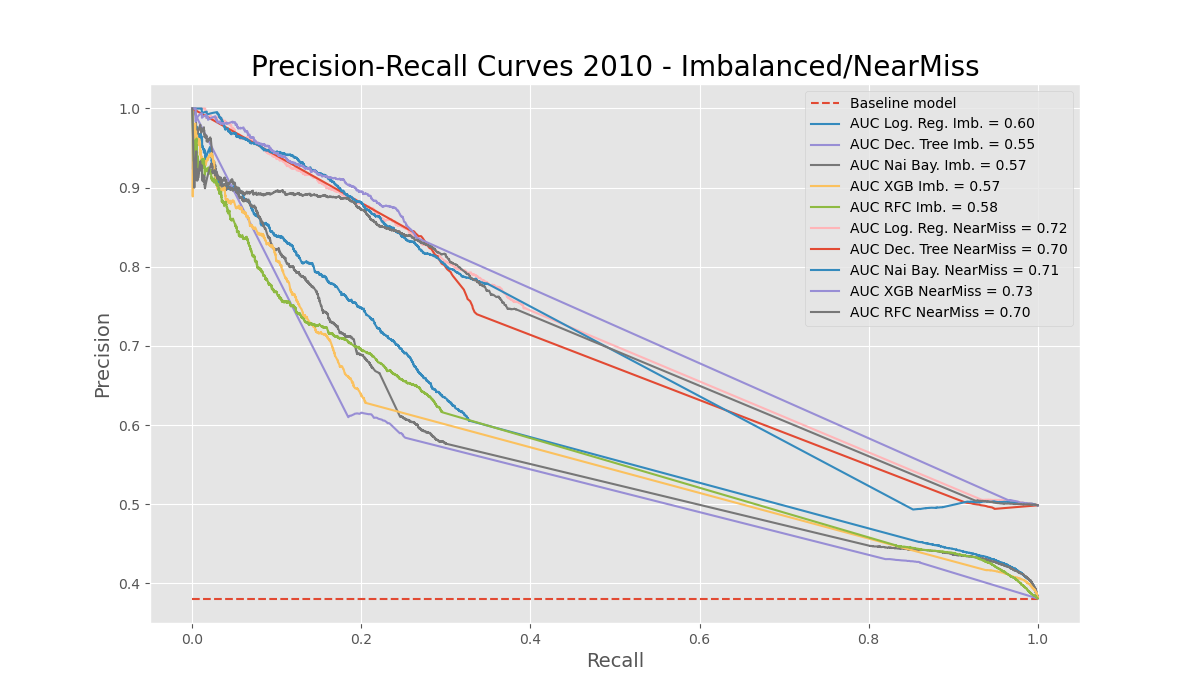 Precision-Recall Curves 2010 - Imbalanced/NearMiss
Baseline model
AUC Log. Reg. Imb. = 0.60
AUC Dec. Tree Imb. = 0.55
AUC Nai Bay. Imb. = 0.57
AUC XGB Imb. = 0.57
AUC RFC Imb. = 0.58
AUC Log. Reg. NearMiss = 0.72
AUC Dec. Tree NearMiss = 0.70
AUC Nai Bay. NearMiss = 0.71
AUC XGB NearMiss = 0.73
AUC RFC NearMiss = 0.70
Precision
1.0
0.9
0.8
0.7
0.6
0.5
0.4
0.0 0.2 0.4 0.6 0.8 1.0
Recall